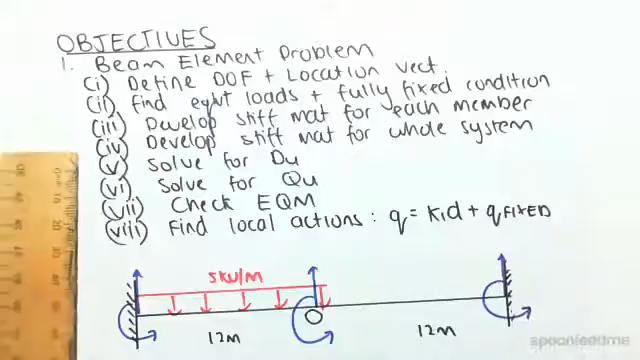 OBJECTIVES
1. Beam Element Problem
(i) Define DOF + Location vect.
(ii) find eqvt loads + fully fixed condition
(iii) Develop stiff mat for each member
(iv) Develop stiff mat for whole system
(v) Solve for Du
(vi) Solve for Qu
(vii) Check EQM
(viii) Find local actions: q = k,d + q FIXED
5kN/M
12M
12M
spoonfeedme